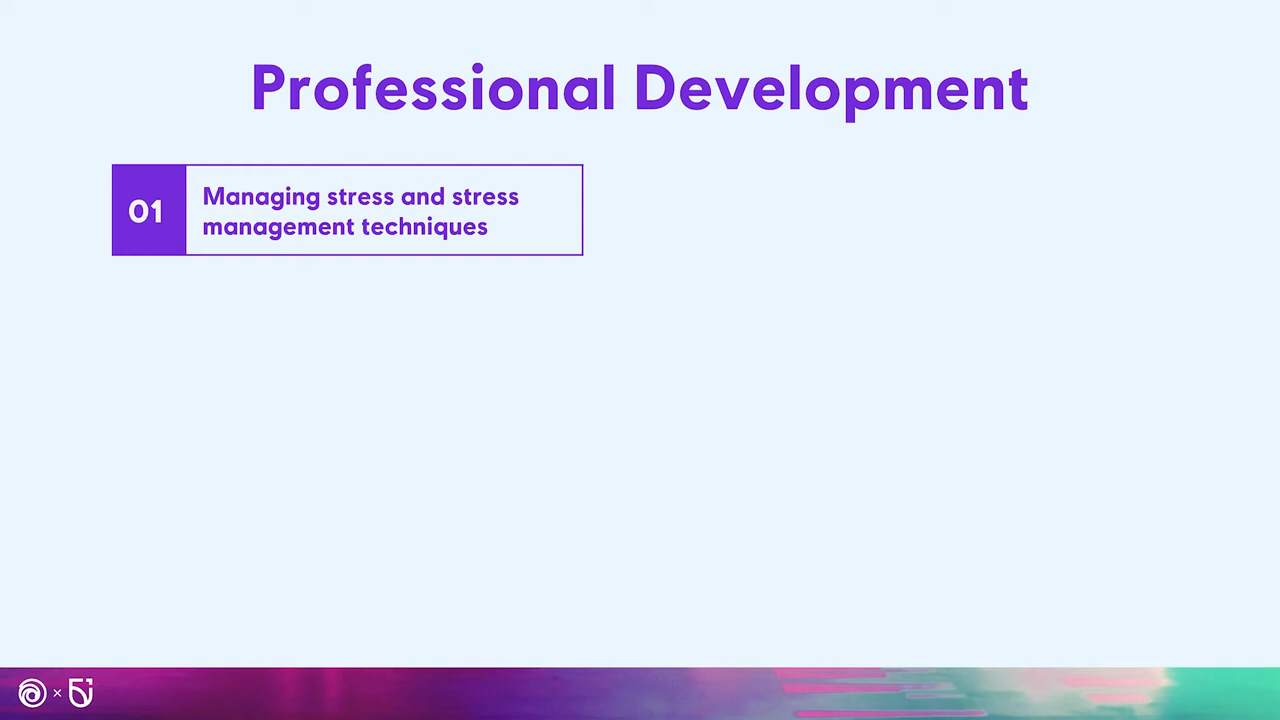 Professional Development
01
Managing stress and stress
management techniques
×